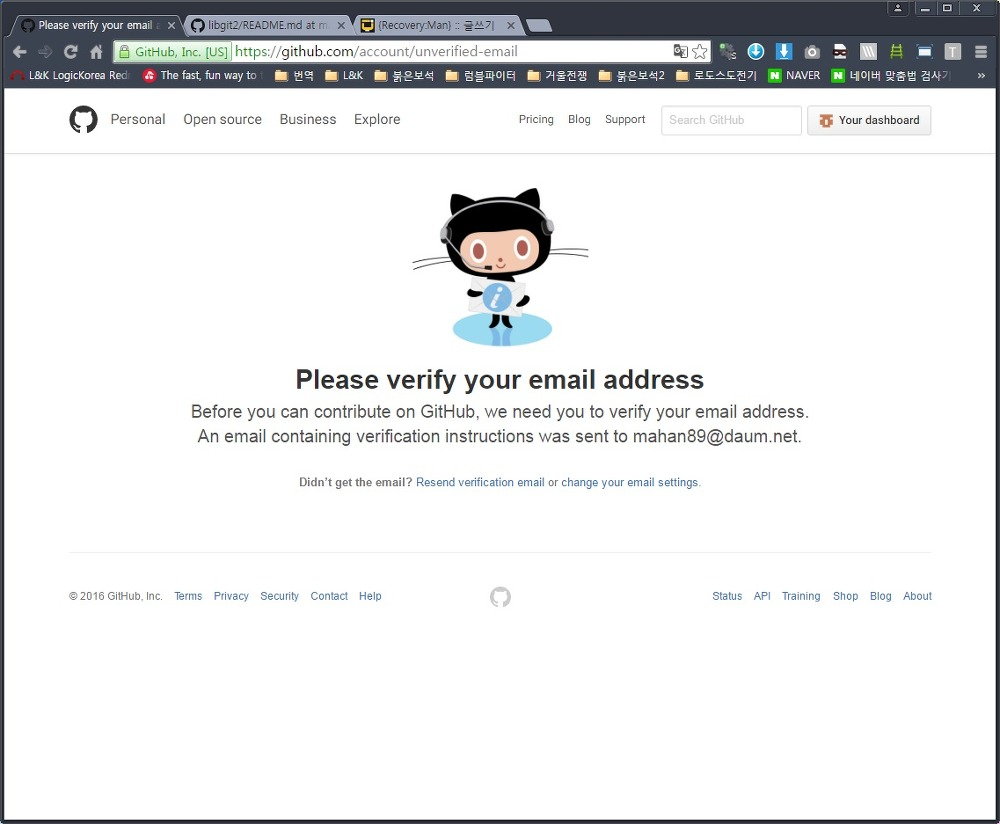 Please verify your email a
libgit2/README.md at m
{Recovery:Man} :: 글쓰기
GitHub, Inc. [US] https://github.com/account/unverified-email
L&K LogicKorea Red
The fast, fun way to
번역
L&K
붉은보석
럼블파이터
거울전쟁
붉은보석2
로도스도전기
NAVER
네이버 맞춤법 검사기
»
Personal Open source Business Explore
Pricing Blog Support Search GitHub Your dashboard
Please verify your email address
Before you can contribute on GitHub, we need you to verify your email address.
An email containing verification instructions was sent to mahan89@daum.net.
Didn't get the email? Resend verification email or change your email settings.
© 2016 GitHub, Inc. Terms Privacy Security Contact Help
Status API Training Shop Blog About